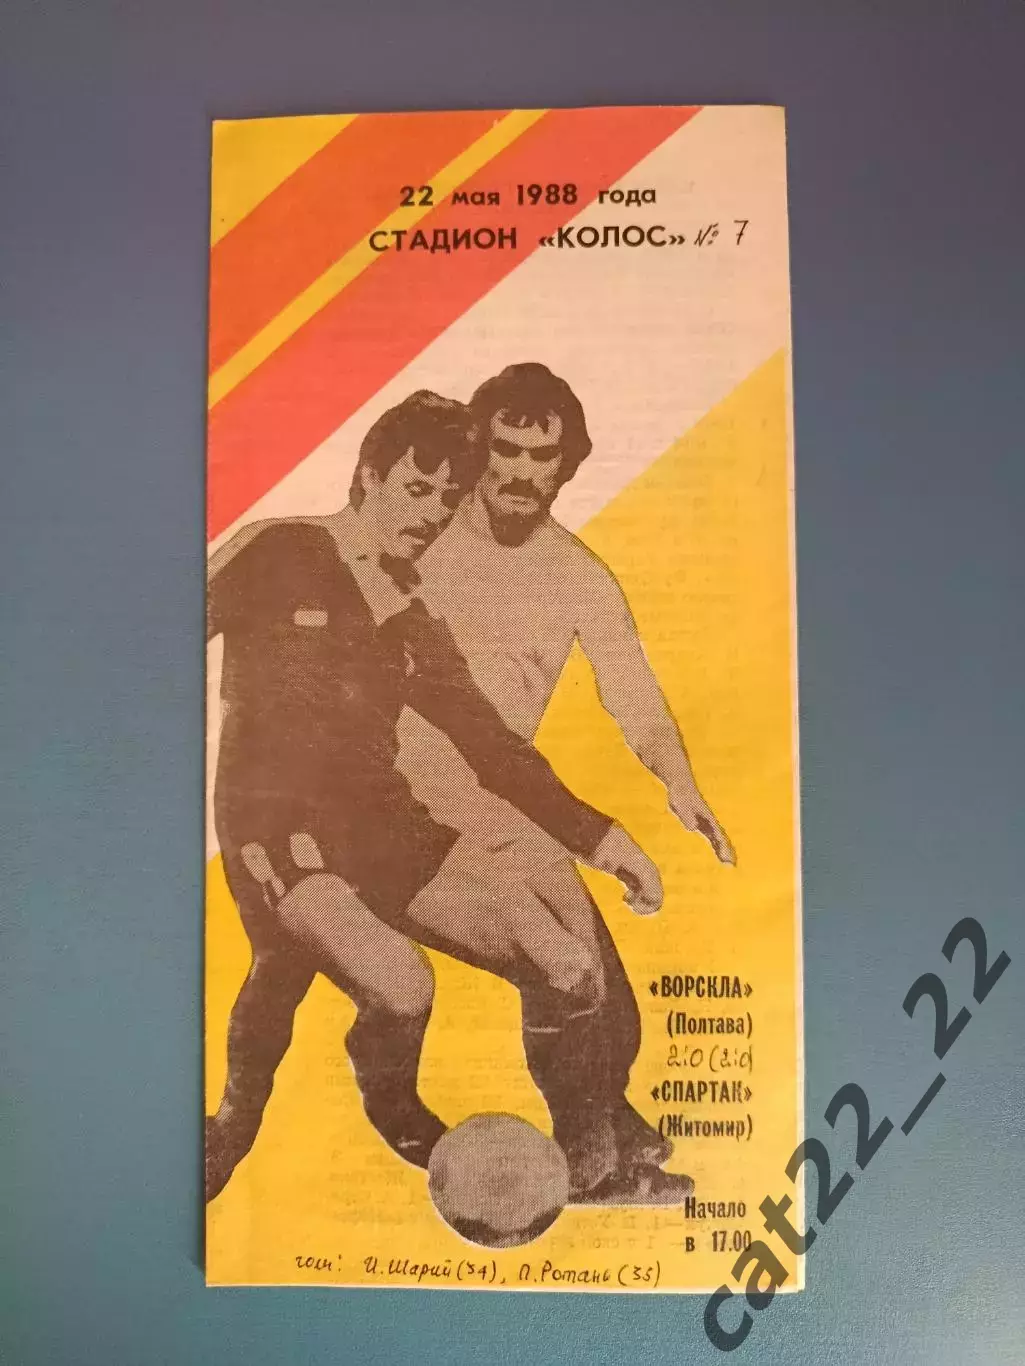 22 мая 1988 года
СТАДИОН «КОЛОС» № 7
«ВОРСКЛА»
(Полтава)
2:0 (2:0)
«СПАРТАК»
(Житомир)
Начало
в 17.00
голи: И. Шарий (34), П. Ротань (35)
cat22_22